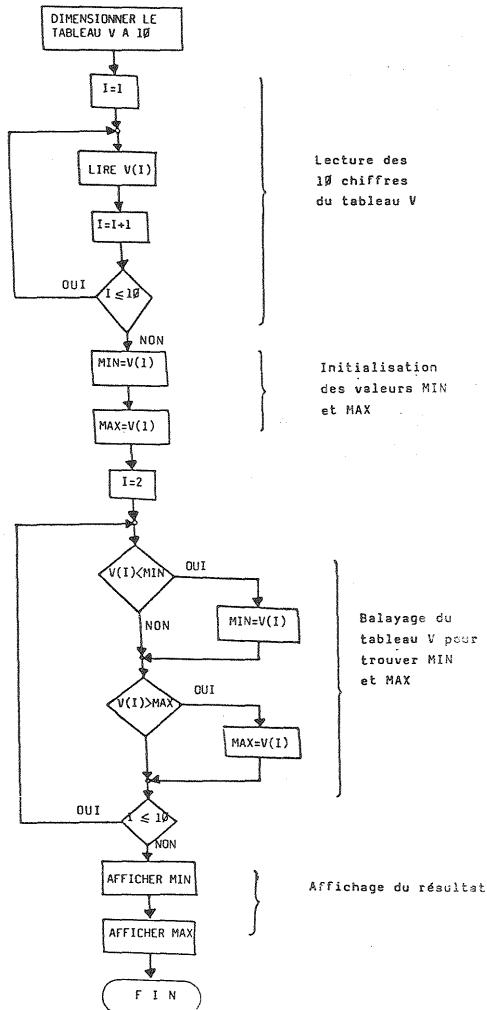 DIMENSIONNER LE
TABLEAU V A 1Ø
I=1
LIRE V(I)
I=I+1
OUI
I ≤ 1Ø
NON
Lecture des
1Ø chiffres
du tableau V
MIN=V(1)
MAX=V(1)
Initialisation
des valeurs MIN
et MAX
I=2
V(I)<MIN
OUI
NON
MIN=V(I)
V(I)>MAX
OUI
MAX=V(I)
Balayage du
tableau V pour
trouver MIN
et MAX
OUI
I ≤ 1Ø
NON
AFFICHER MIN
AFFICHER MAX
Affichage du résultat
F I N